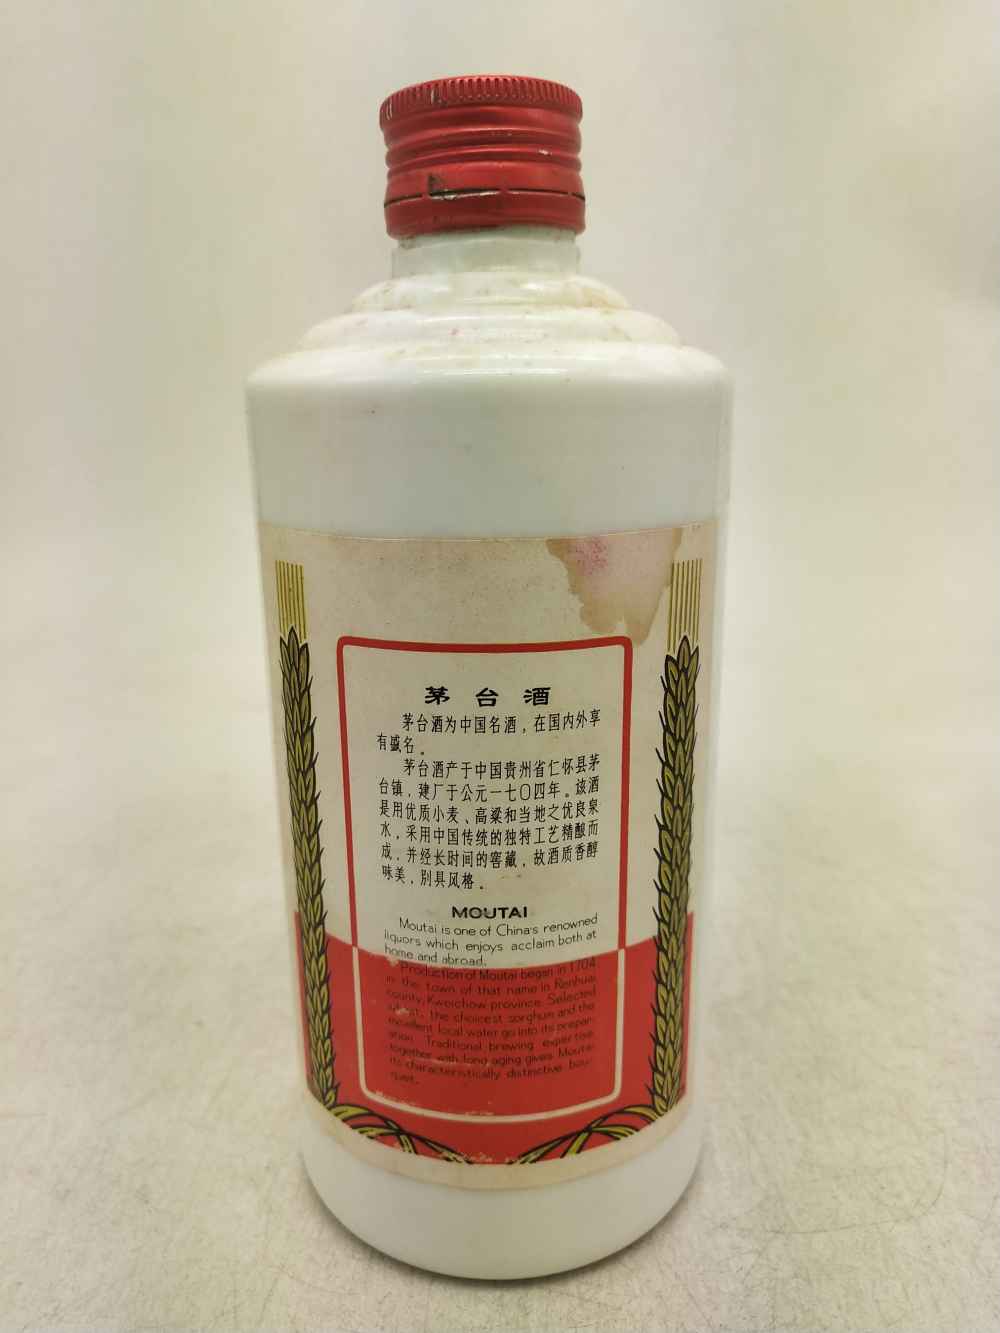 茅台酒
茅台酒为中国名酒，在国内外享
有盛名。
茅台酒产于中国贵州省仁怀县茅
台镇，建厂于公元一七〇四年。该酒
是用优质小麦、高粱和当地之优良泉
水，采用中国传统的独特工艺精酿而
成，并经长时间的窖藏，故酒质香醇
味美，别具风格。
MOUTAI
Moutai is one of China's renowned
liquors which enjoys acclaim both at
home and abroad.
Production of Moutai began in 1704
in the town of that name in Renhuai
county, Kweichow province. Selected
the choicest sorghum and the
excellent local water go into its prepar-
ation. Traditional brewing expertise
together with long aging gives Moutai
its characteristically distinctive bou-
quet.